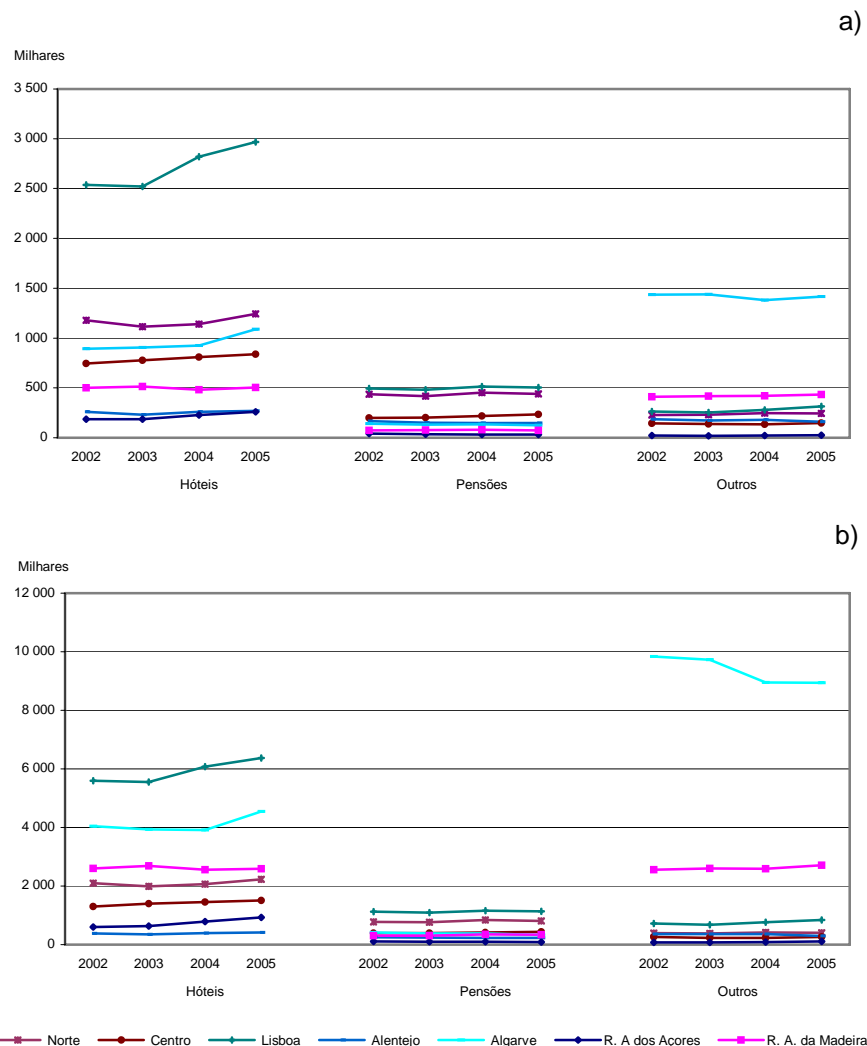 a)
Milhares
3 500
3 000
2 500
2 000
1 500
1 000
500
0
2002 2003 2004 2005 2002 2003 2004 2005 2002 2003 2004 2005
Hóteis Pensões Outros
b)
Milhares
12 000
10 000
8 000
6 000
4 000
2 000
0
2002 2003 2004 2005 2002 2003 2004 2005 2002 2003 2004 2005
Hóteis Pensões Outros
Norte Centro Lisboa Alentejo Algarve R. A dos Açores R. A. da Madeira